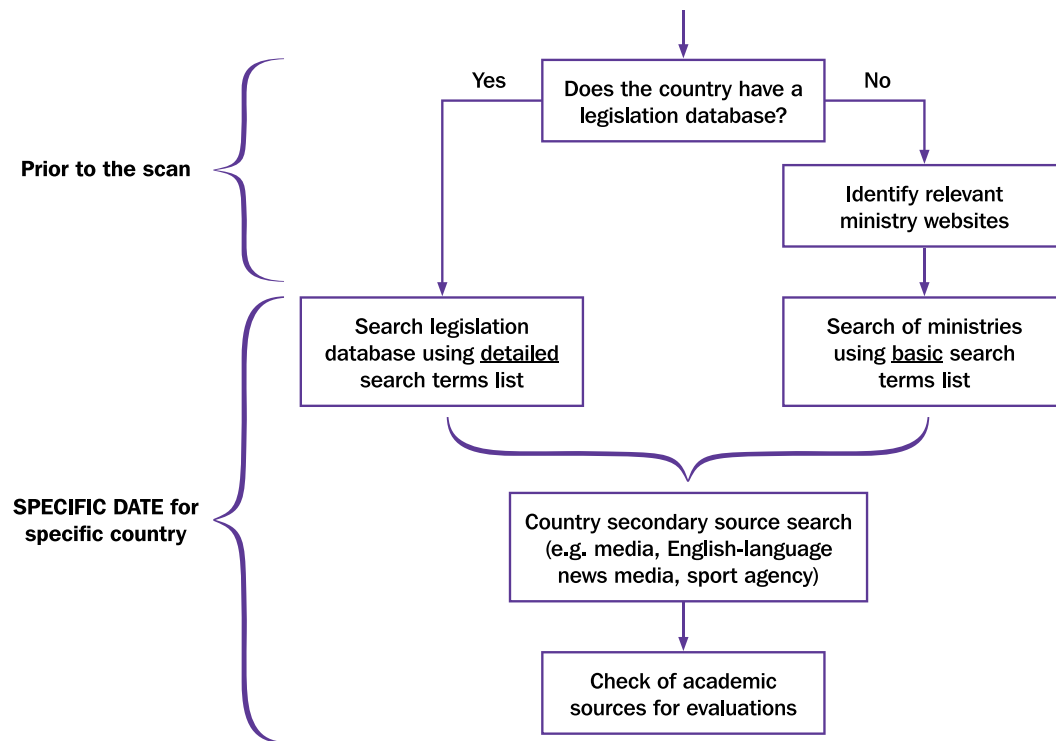 Does the country have a
legislation database?
Yes
No
Prior to the scan
Identify relevant
ministry websites
Search legislation
database using detailed
search terms list
Search of ministries
using basic search
terms list
SPECIFIC DATE for
specific country
Country secondary source search
(e.g. media, English-language
news media, sport agency)
Check of academic
sources for evaluations